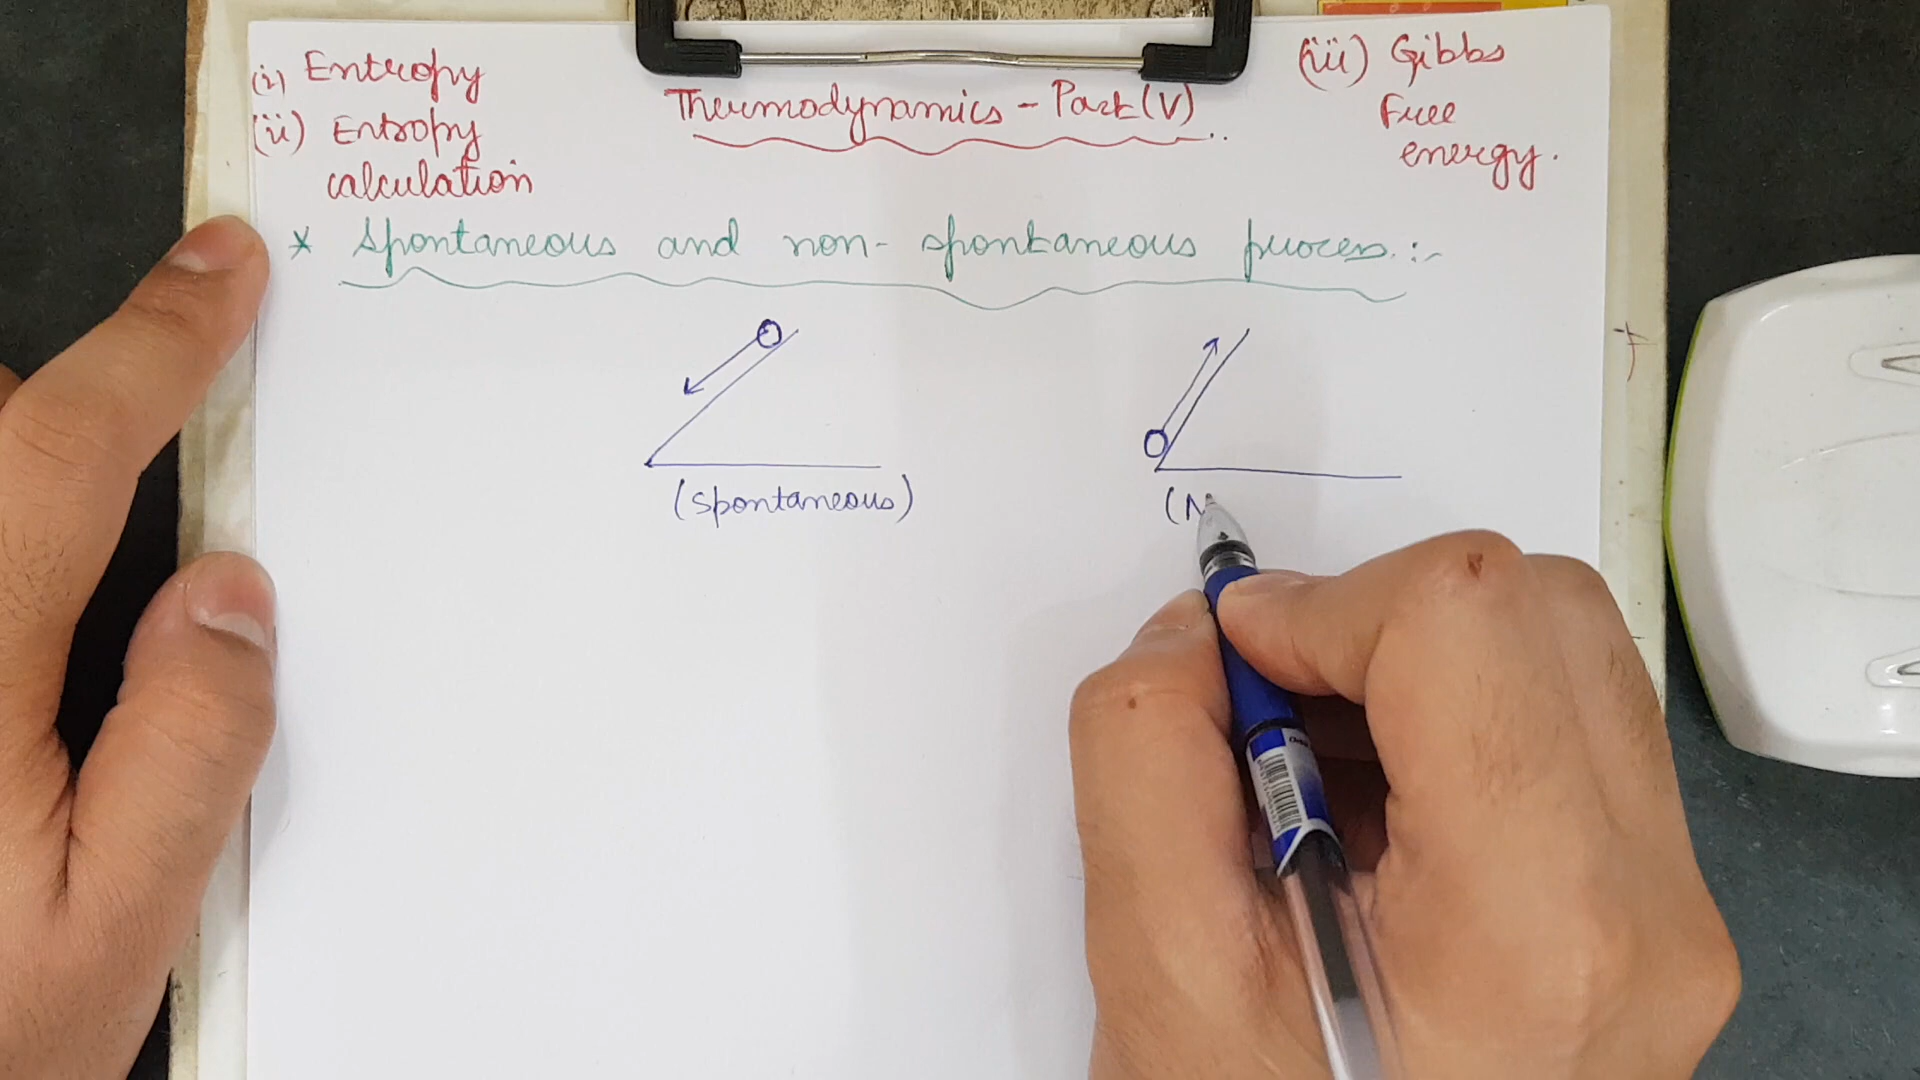 (i) Entropy
(ii) Entropy
calculation
Thermodynamics - Part (V)
(iii) Gibbs
Free
energy.
* Spontaneous and non-spontaneous process :-
(spontaneous)
(N